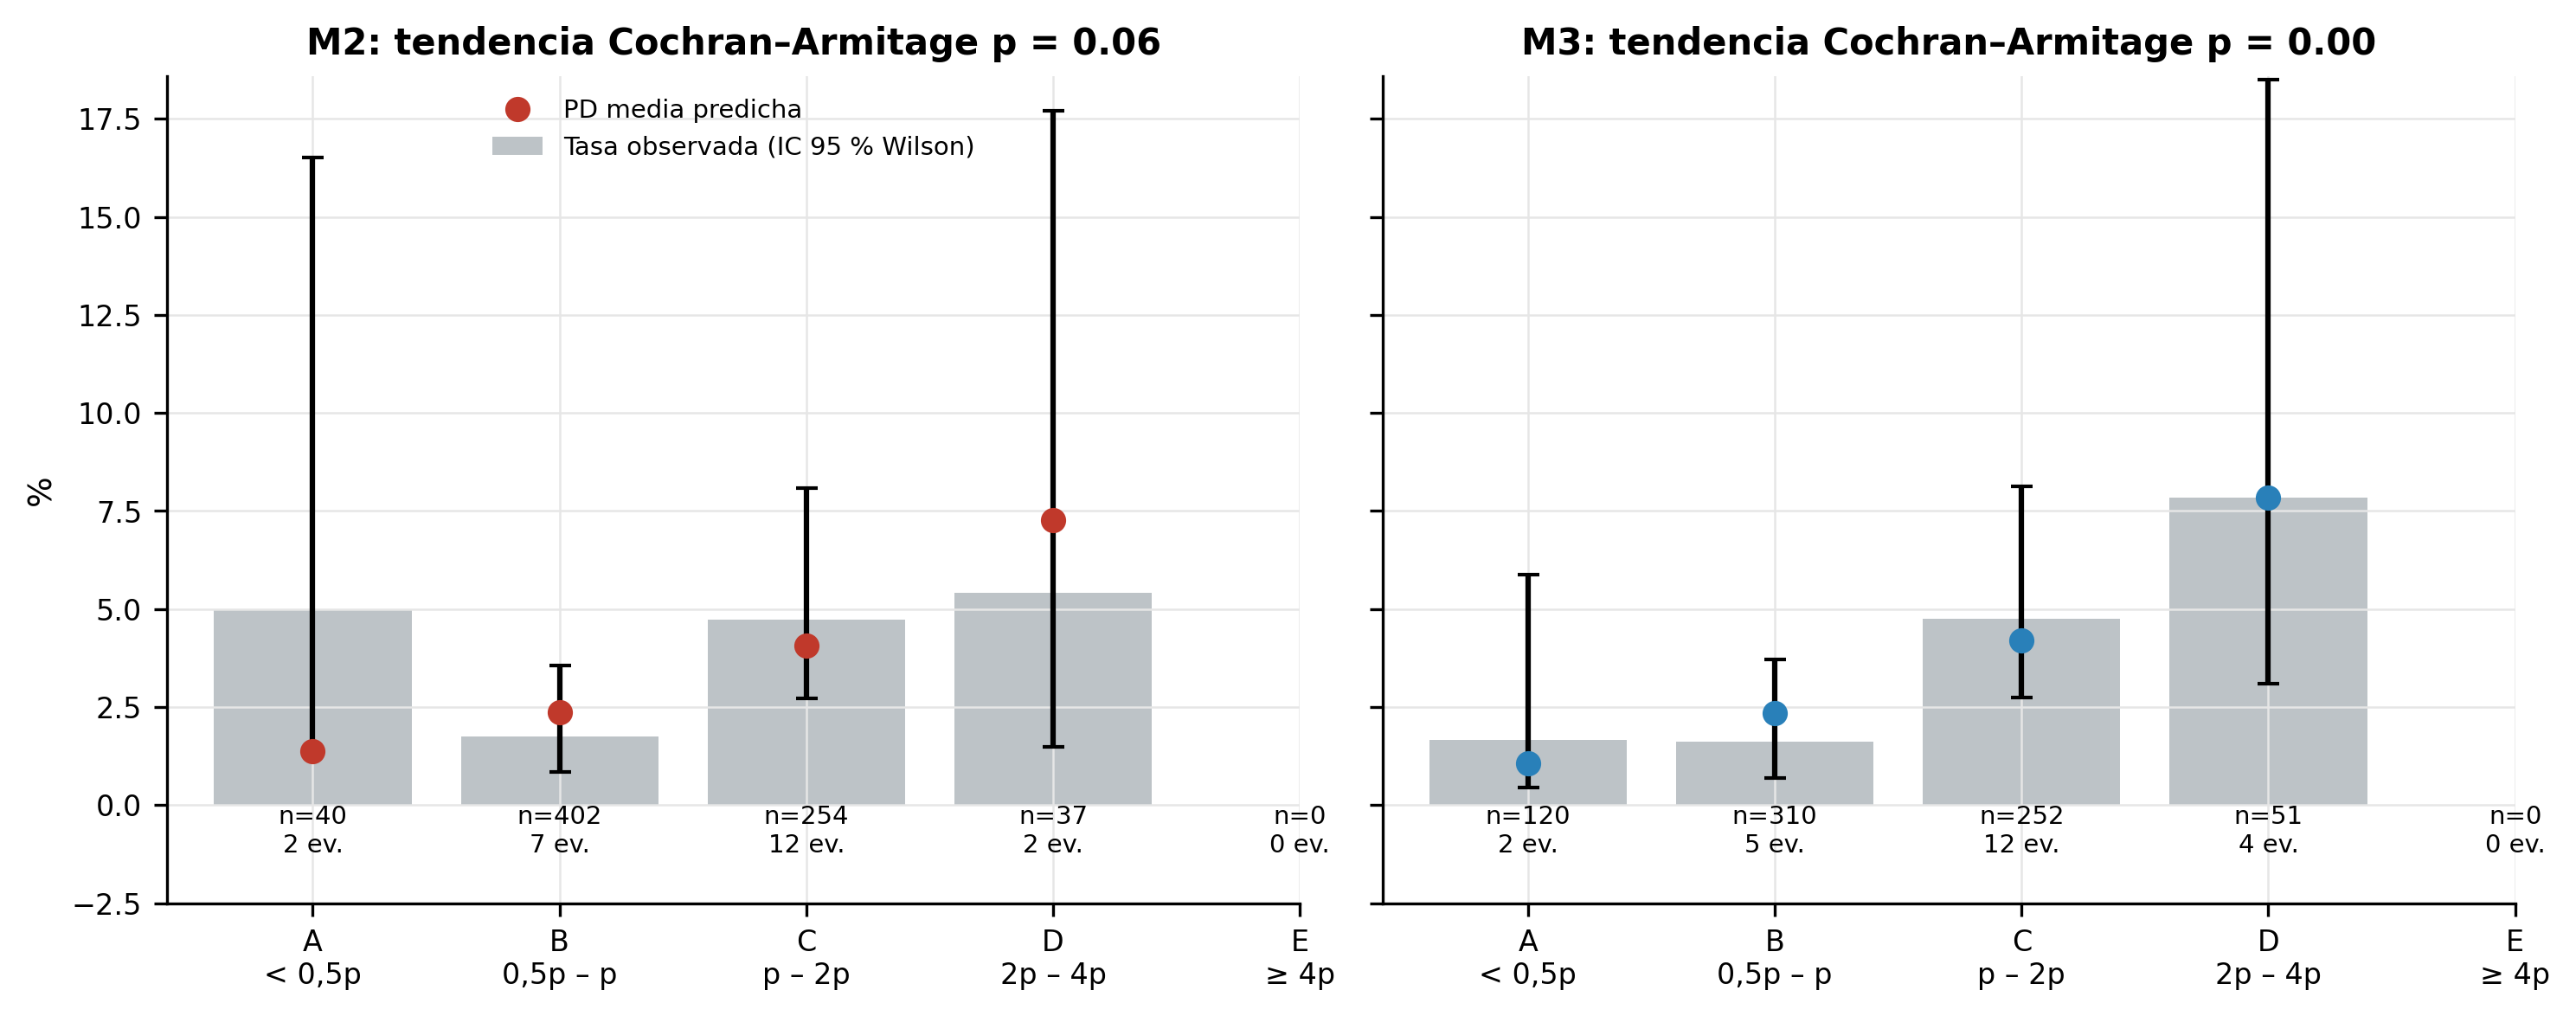 M2: tendencia Cochran–Armitage p = 0.06
PD media predicha
Tasa observada (IC 95 % Wilson)
%
17.5
15.0
12.5
10.0
7.5
5.0
2.5
0.0
−2.5
n=40
2 ev.
n=402
7 ev.
n=254
12 ev.
n=37
2 ev.
n=0
0 ev.
A
< 0,5p
B
0,5p – p
C
p – 2p
D
2p – 4p
E
≥ 4p
M3: tendencia Cochran–Armitage p = 0.00
n=120
2 ev.
n=310
5 ev.
n=252
12 ev.
n=51
4 ev.
n=0
0 ev.
A
< 0,5p
B
0,5p – p
C
p – 2p
D
2p – 4p
E
≥ 4p